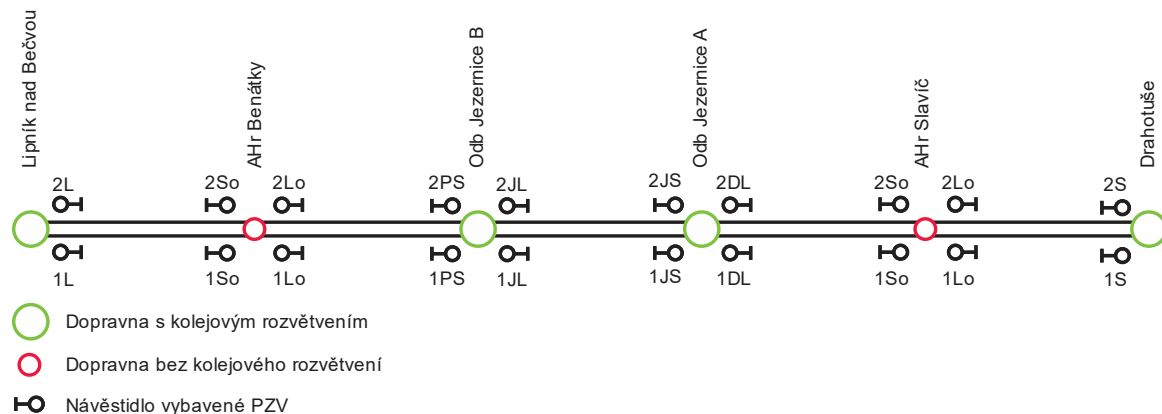 Lipník nad Bečvou
AHr Benátky
Odb Jezernice B
Odb Jezernice A
AHr Slavíč
Drahotuše
2L
2So
2Lo
2PS
2JL
2JS
2DL
2So
2Lo
2S
1L
1So
1Lo
1PS
1JL
1JS
1DL
1So
1Lo
1S
Dopravna s kolejovým rozvětvením
Dopravna bez kolejového rozvětvení
Návěstidlo vybavené PZV